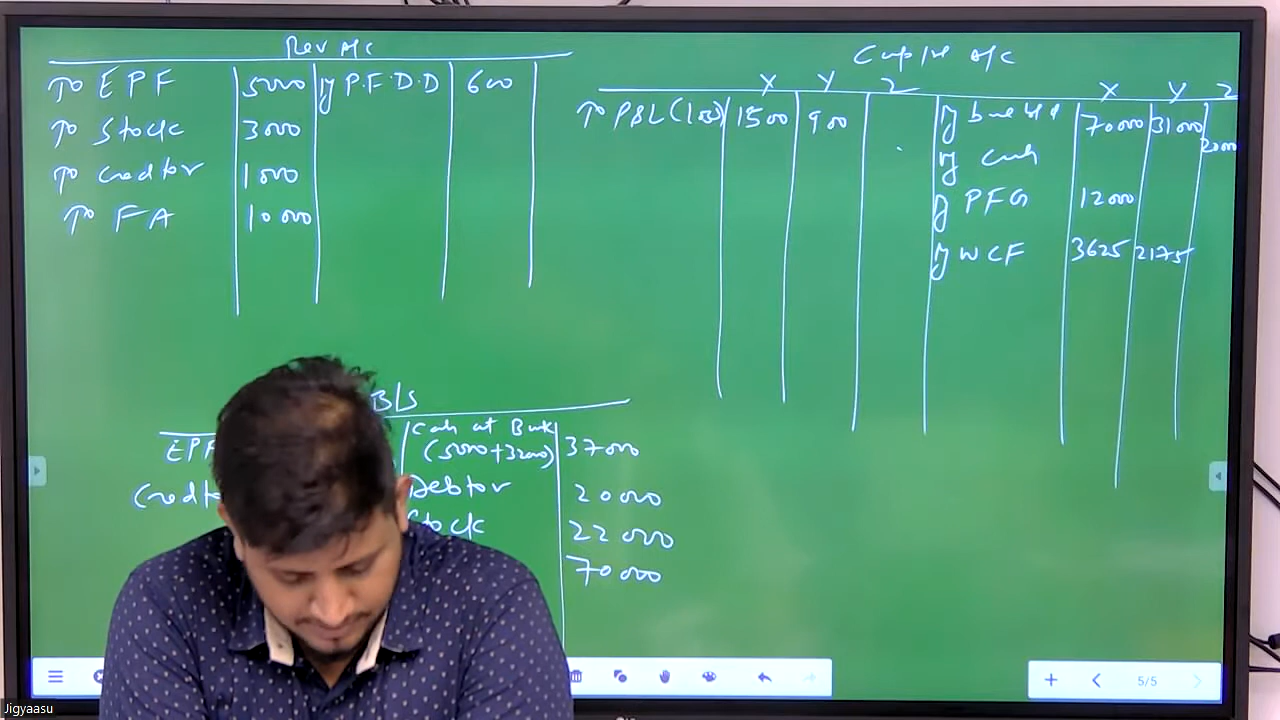 Rev A/c
To EPF 5000 By P.F.D.D 600
To Stock 3000
To Creditor 1000
To FA 10000
Capital A/c
X Y Z X Y Z
To P&L (Loss) 1500 900 By bal b/d 70000 31000
By Cash 20000
By PFG 12000
By WCF 3625 2175
B/S
EPF Cash at Bank
(5000+32000) 37000
Credito Debtor 20000
Stock 22000
70000
5/5
Jigyaasu